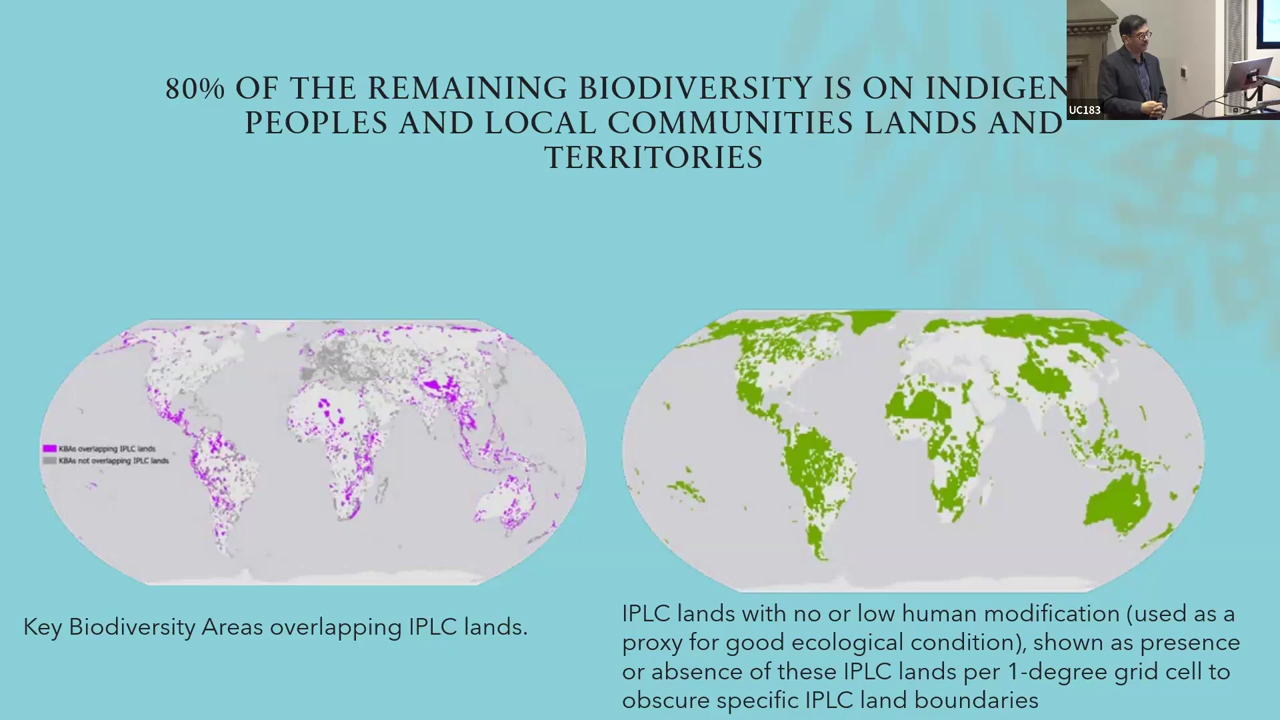 80% OF THE REMAINING BIODIVERSITY IS ON INDIGEN
PEOPLES AND LOCAL COMMUNITIES LANDS AND
TERRITORIES
UC183
KBAs overlapping IPLC lands
KBAs not overlapping IPLC lands
Key Biodiversity Areas overlapping IPLC lands.
IPLC lands with no or low human modification (used as a
proxy for good ecological condition), shown as presence
or absence of these IPLC lands per 1-degree grid cell to
obscure specific IPLC land boundaries